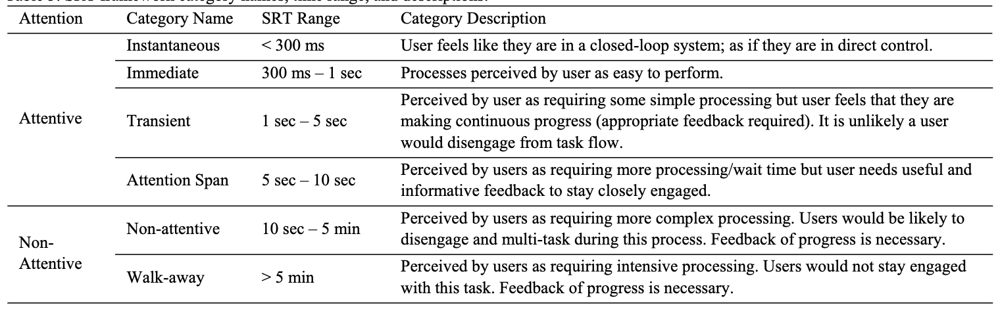 Table 3. SRT framework category names, time range, and descriptions.
Attention Category Name SRT Range Category Description
Instantaneous < 300 ms User feels like they are in a closed-loop system; as if they are in direct control.
Immediate 300 ms – 1 sec Processes perceived by user as easy to perform.
Attentive
Transient 1 sec – 5 sec
Perceived by user as requiring some simple processing but user feels that they are
making continuous progress (appropriate feedback required). It is unlikely a user
would disengage from task flow.
Attention Span 5 sec – 10 sec
Perceived by users as requiring more processing/wait time but user needs useful and
informative feedback to stay closely engaged.
Non-
Attentive
Non-attentive 10 sec – 5 min
Perceived by users as requiring more complex processing. Users would be likely to
disengage and multi-task during this process. Feedback of progress is necessary.
Walk-away > 5 min
Perceived by users as requiring intensive processing. Users would not stay engaged
with this task. Feedback of progress is necessary.